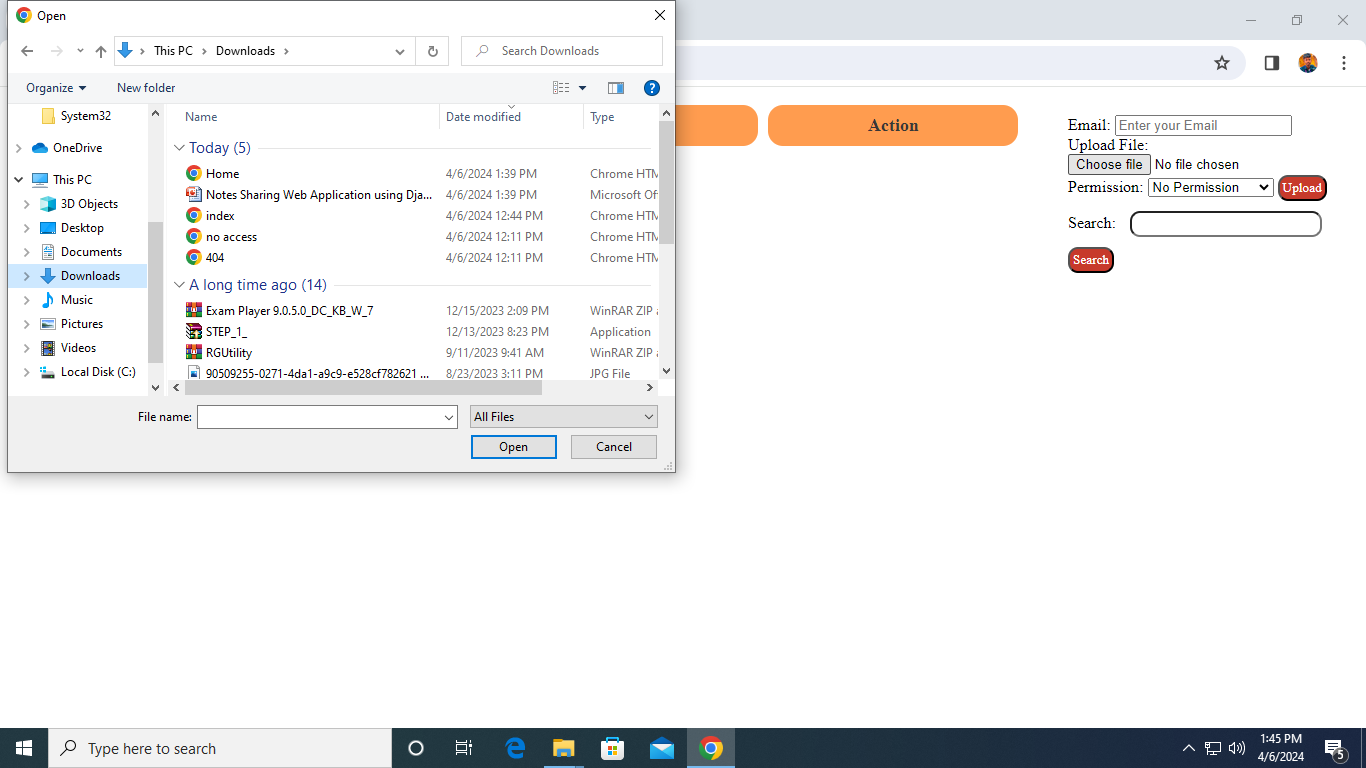 Open
This PC > Downloads >
Search Downloads
Organize
New folder
System32
OneDrive
This PC
3D Objects
Desktop
Documents
Downloads
Music
Pictures
Videos
Local Disk (C:)
Name Date modified Type
Today (5)
Home 4/6/2024 1:39 PM Chrome HTM
Notes Sharing Web Application using Dja... 4/6/2024 1:39 PM Microsoft Of
index 4/6/2024 12:44 PM Chrome HTM
no access 4/6/2024 12:11 PM Chrome HTM
404 4/6/2024 12:11 PM Chrome HTM
A long time ago (14)
Exam Player 9.0.5.0_DC_KB_W_7 12/15/2023 2:09 PM WinRAR ZIP a
STEP_1_ 12/13/2023 8:23 PM Application
RGUtility 9/11/2023 9:41 AM WinRAR ZIP a
90509255-0271-4da1-a9c9-e528cf782621 ... 8/23/2023 3:11 PM JPG File
File name:
All Files
Open
Cancel
Action
Email: Enter your Email
Upload File:
Choose file No file chosen
Permission: No Permission Upload
Search:
Search
Type here to search
1:45 PM
4/6/2024
5